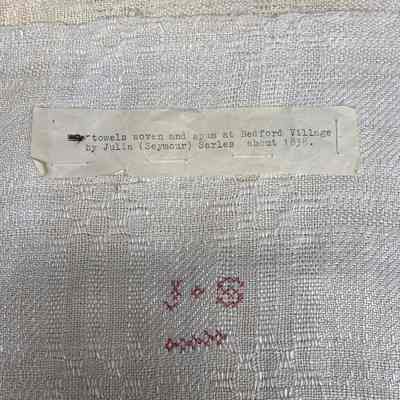 towels woven and spun at Bedford Village
by Julia (Seymour) Sarles about 1838.
J • S